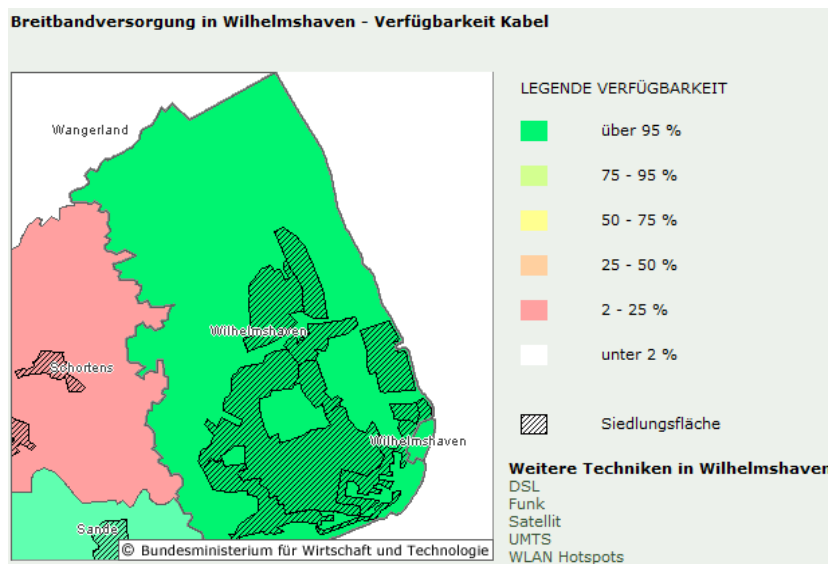 Breitbandversorgung in Wilhelmshaven - Verfügbarkeit Kabel
Wangerland
Wilhelmshaven
Schortens
Wilhelmshaven
Sande
© Bundesministerium für Wirtschaft und Technologie
LEGENDE VERFÜGBARKEIT
über 95 %
75 - 95 %
50 - 75 %
25 - 50 %
2 - 25 %
unter 2 %
Siedlungsfläche
Weitere Techniken in Wilhelmshaven
DSL
Funk
Satellit
UMTS
WLAN Hotspots